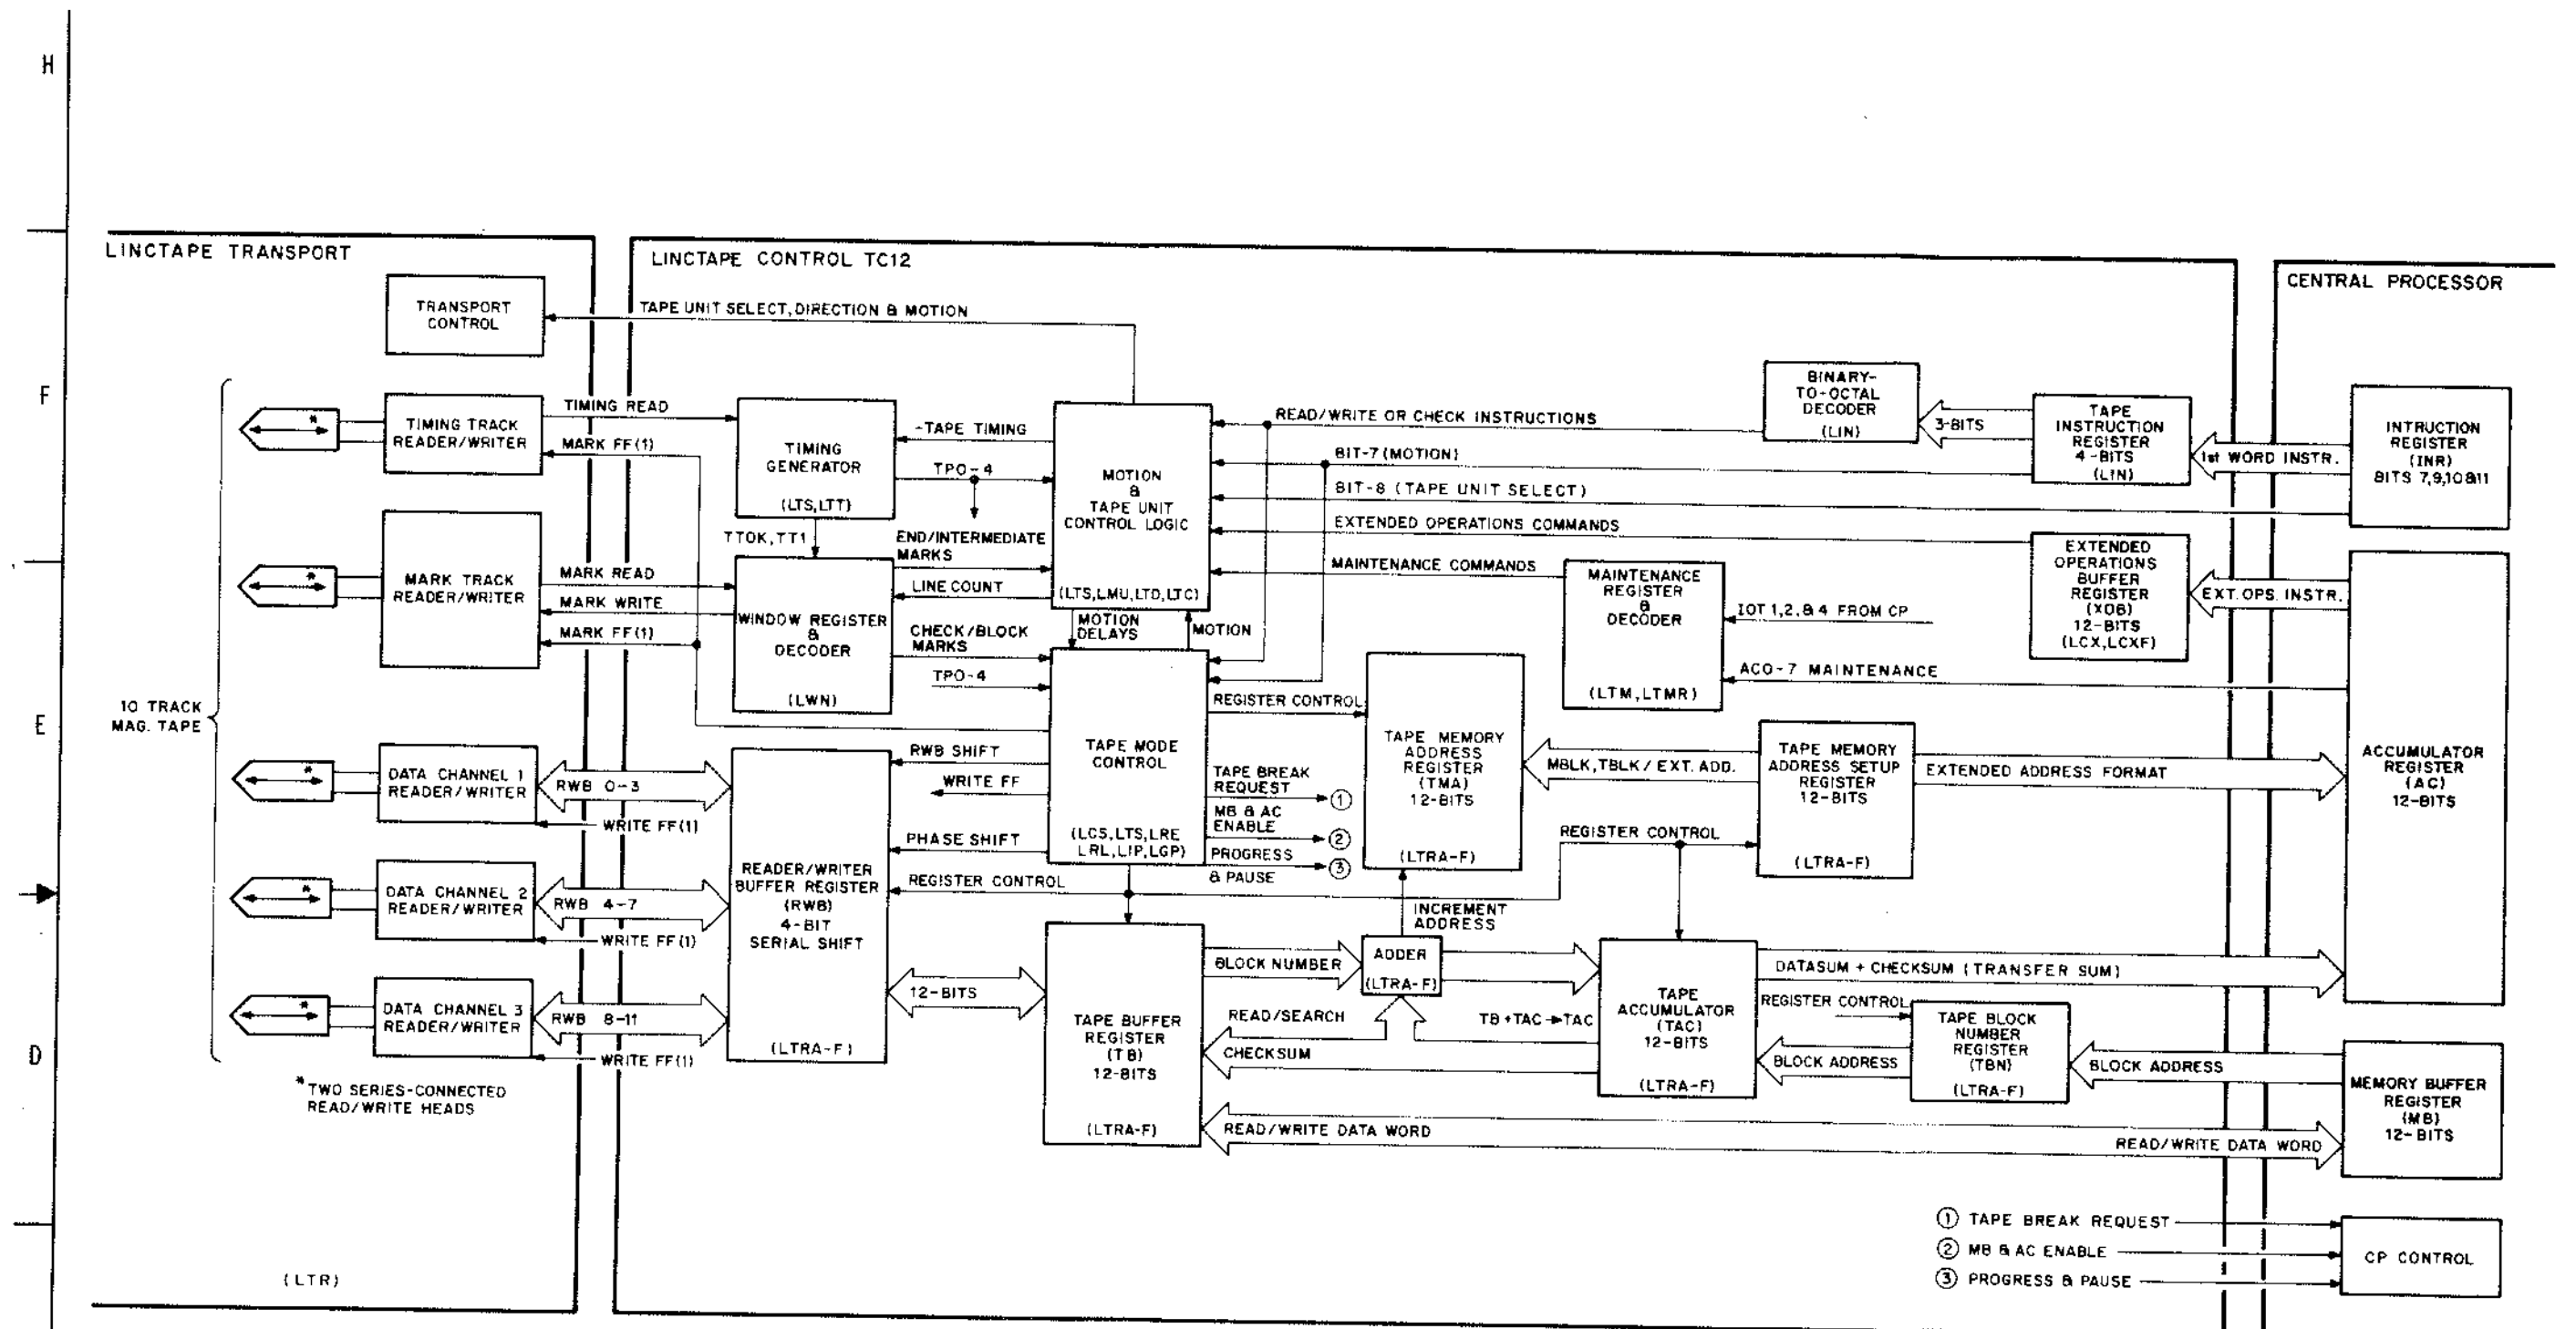 H
F
E
D
LINCTAPE TRANSPORT
TRANSPORT
CONTROL
10 TRACK
MAG. TAPE
*
TIMING TRACK
READER/WRITER
*
MARK TRACK
READER/WRITER
*
DATA CHANNEL 1
READER/WRITER
*
DATA CHANNEL 2
READER/WRITER
*
DATA CHANNEL 3
READER/WRITER
*TWO SERIES-CONNECTED
READ/WRITE HEADS
(LTR)
TIMING READ
MARK FF(1)
MARK READ
MARK WRITE
MARK FF(1)
RWB 0-3
WRITE FF(1)
RWB 4-7
WRITE FF(1)
RWB 8-11
WRITE FF(1)
LINCTAPE CONTROL TC12
TAPE UNIT SELECT, DIRECTION & MOTION
TIMING
GENERATOR
(LTS,LTT)
TTOK,TT1
WINDOW REGISTER
&
DECODER
(LWN)
READER/WRITER
BUFFER REGISTER
(RWB)
4-BIT
SERIAL SHIFT
(LTRA-F)
-TAPE TIMING
TPO-4
END/INTERMEDIATE
MARKS
LINE COUNT
CHECK/BLOCK
MARKS
TPO-4
RWB SHIFT
WRITE FF
PHASE SHIFT
REGISTER CONTROL
12-BITS
MOTION
&
TAPE UNIT
CONTROL LOGIC
(LTS,LMU,LTD,LTC)
MOTION
DELAYS
MOTION
TAPE MODE
CONTROL
(LCS,LTS,LRE
LRL,LIP,LGP)
TAPE BUFFER
REGISTER
(TB)
12-BITS
(LTRA-F)
READ/WRITE OR CHECK INSTRUCTIONS
BIT-7 (MOTION)
BIT-8 (TAPE UNIT SELECT)
EXTENDED OPERATIONS COMMANDS
MAINTENANCE COMMANDS
REGISTER CONTROL
TAPE BREAK
REQUEST
1
MB & AC
ENABLE
2
PROGRESS
& PAUSE
3
TAPE MEMORY
ADDRESS
REGISTER
(TMA)
12-BITS
(LTRA-F)
INCREMENT
ADDRESS
BLOCK NUMBER
ADDER
(LTRA-F)
READ/SEARCH
CHECKSUM
TB+TAC→TAC
READ/WRITE DATA WORD
READ/WRITE DATA WORD
BINARY-
TO-OCTAL
DECODER
(LIN)
3-BITS
TAPE
INSTRUCTION
REGISTER
4-BITS
(LIN)
1st WORD INSTR.
EXTENDED
OPERATIONS
BUFFER
REGISTER
(XOB)
12-BITS
(LCX,LCXF)
EXT. OPS. INSTR.
MAINTENANCE
REGISTER
&
DECODER
(LTM,LTMR)
IOT 1,2,& 4 FROM CP
ACO-7 MAINTENANCE
MBLK,TBLK/ EXT. ADD.
TAPE MEMORY
ADDRESS SETUP
REGISTER
12-BITS
(LTRA-F)
EXTENDED ADDRESS FORMAT
REGISTER CONTROL
TAPE
ACCUMULATOR
(TAC)
12-BITS
(LTRA-F)
DATASUM + CHECKSUM (TRANSFER SUM)
REGISTER CONTROL
BLOCK ADDRESS
TAPE BLOCK
NUMBER
REGISTER
(TBN)
(LTRA-F)
BLOCK ADDRESS
CENTRAL PROCESSOR
INTRUCTION
REGISTER
(INR)
BITS 7,9,10&11
ACCUMULATOR
REGISTER
(AC)
12-BITS
MEMORY BUFFER
REGISTER
(MB)
12-BITS
1 TAPE BREAK REQUEST
2 MB & AC ENABLE
3 PROGRESS & PAUSE
CP CONTROL